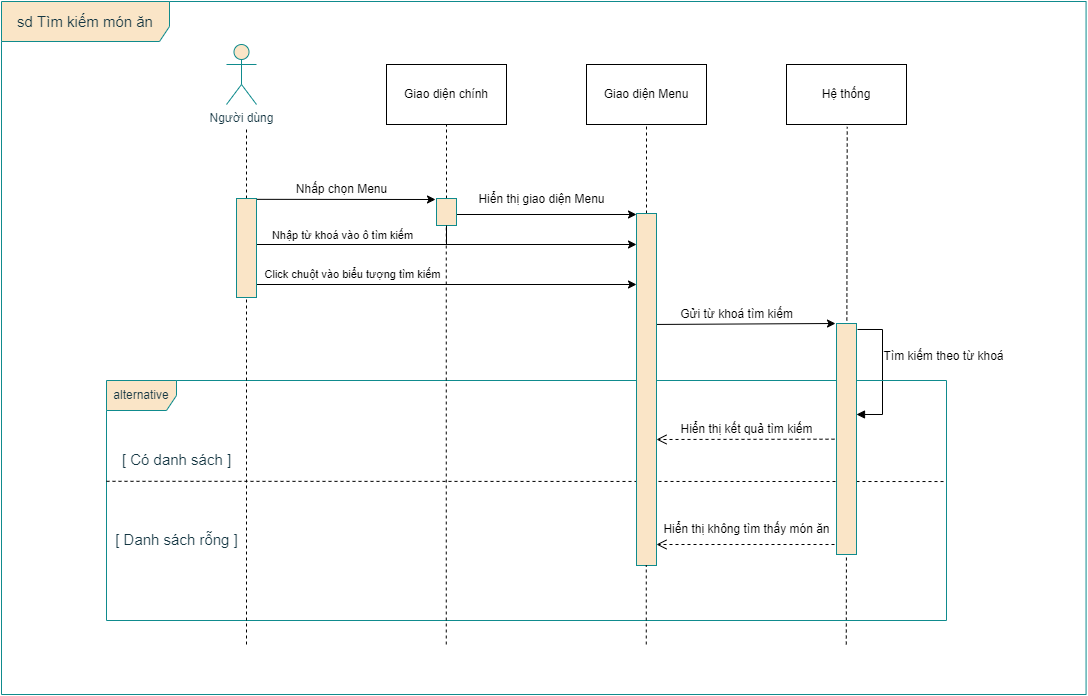 sd Tìm kiếm món ăn
Người dùng
Giao diện chính
Giao diện Menu
Hệ thống
Nhấp chọn Menu
Hiển thị giao diện Menu
Nhập từ khoá vào ô tìm kiếm
Click chuột vào biểu tượng tìm kiếm
Gửi từ khoá tìm kiếm
Tìm kiếm theo từ khoá
alternative
Hiển thị kết quả tìm kiếm
[ Có danh sách ]
Hiển thị không tìm thấy món ăn
[ Danh sách rỗng ]